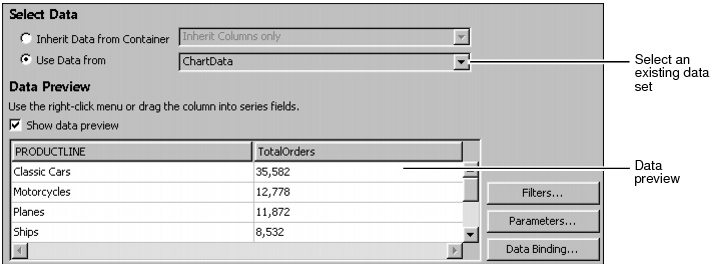 Select Data
Inherit Data from Container
Inherit Columns only
Use Data from
ChartData
Select an
existing data
set
Data Preview
Use the right-click menu or drag the column into series fields.
Show data preview
PRODUCTLINE TotalOrders
Classic Cars 35,582
Data
preview
Motorcycles 12,778
Filters...
Planes 11,872
Parameters...
Ships 8,532
Data Binding...